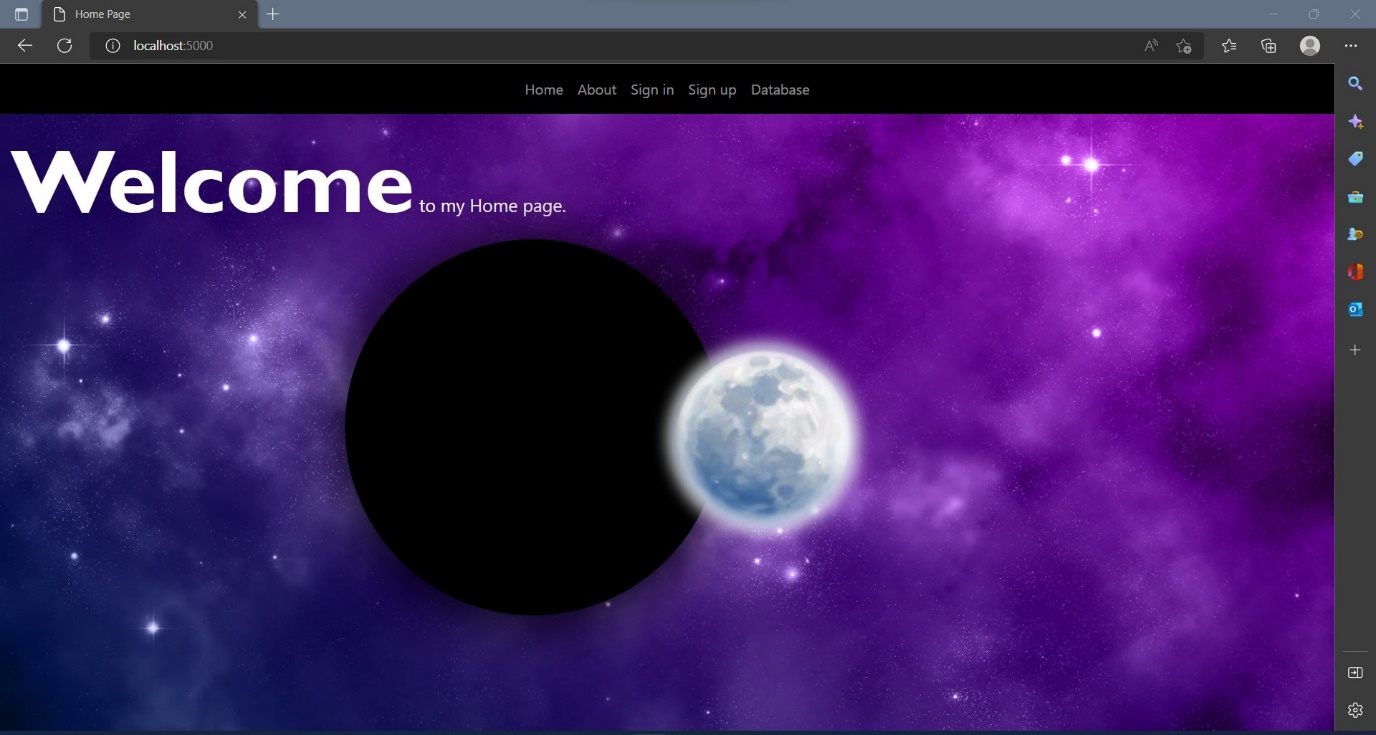 Home Page
localhost:5000
Home About Sign in Sign up Database
Welcome to my Home page.